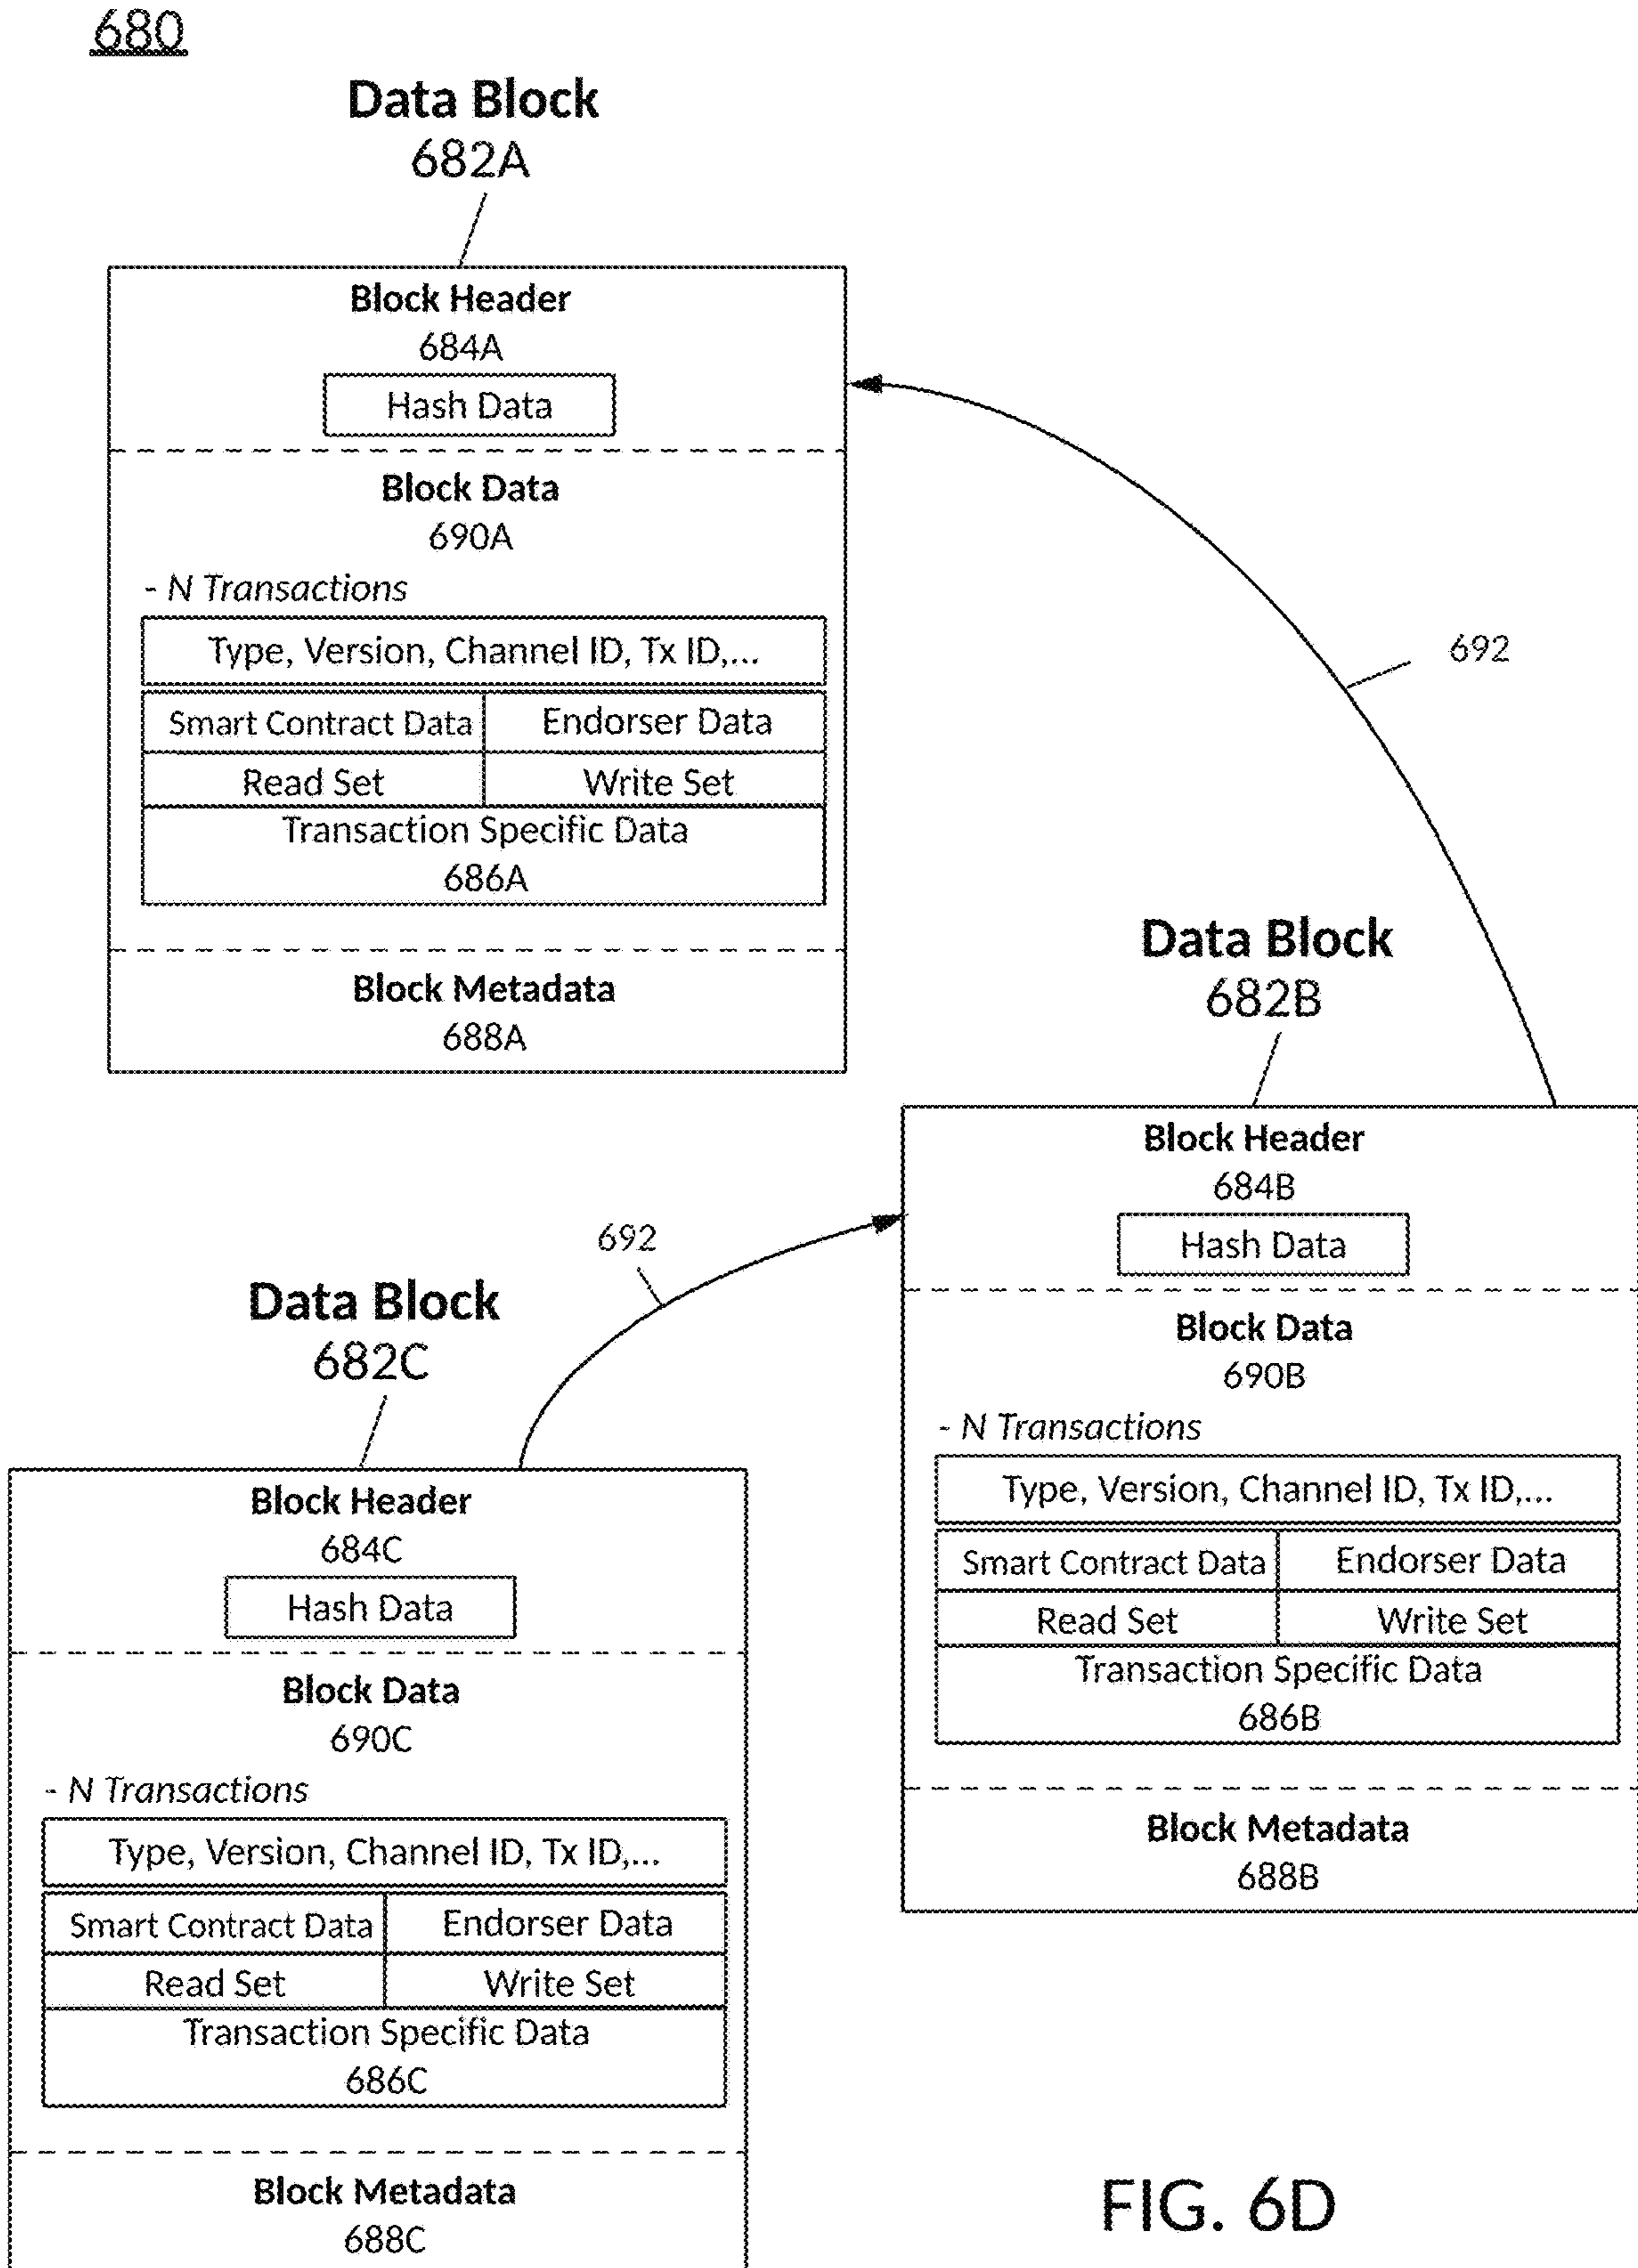 680
Data Block
682A
Block Header
684A
Hash Data
Block Data
690A
- N Transactions
Type, Version, Channel ID, Tx ID,...
Smart Contract Data Endorser Data
Read Set Write Set
Transaction Specific Data
686A
Block Metadata
688A
692
Data Block
682B
Block Header
684B
Hash Data
Block Data
690B
- N Transactions
Type, Version, Channel ID, Tx ID,...
Smart Contract Data Endorser Data
Read Set Write Set
Transaction Specific Data
686B
Block Metadata
688B
692
Data Block
682C
Block Header
684C
Hash Data
Block Data
690C
- N Transactions
Type, Version, Channel ID, Tx ID,...
Smart Contract Data Endorser Data
Read Set Write Set
Transaction Specific Data
686C
Block Metadata
688C
FIG. 6D